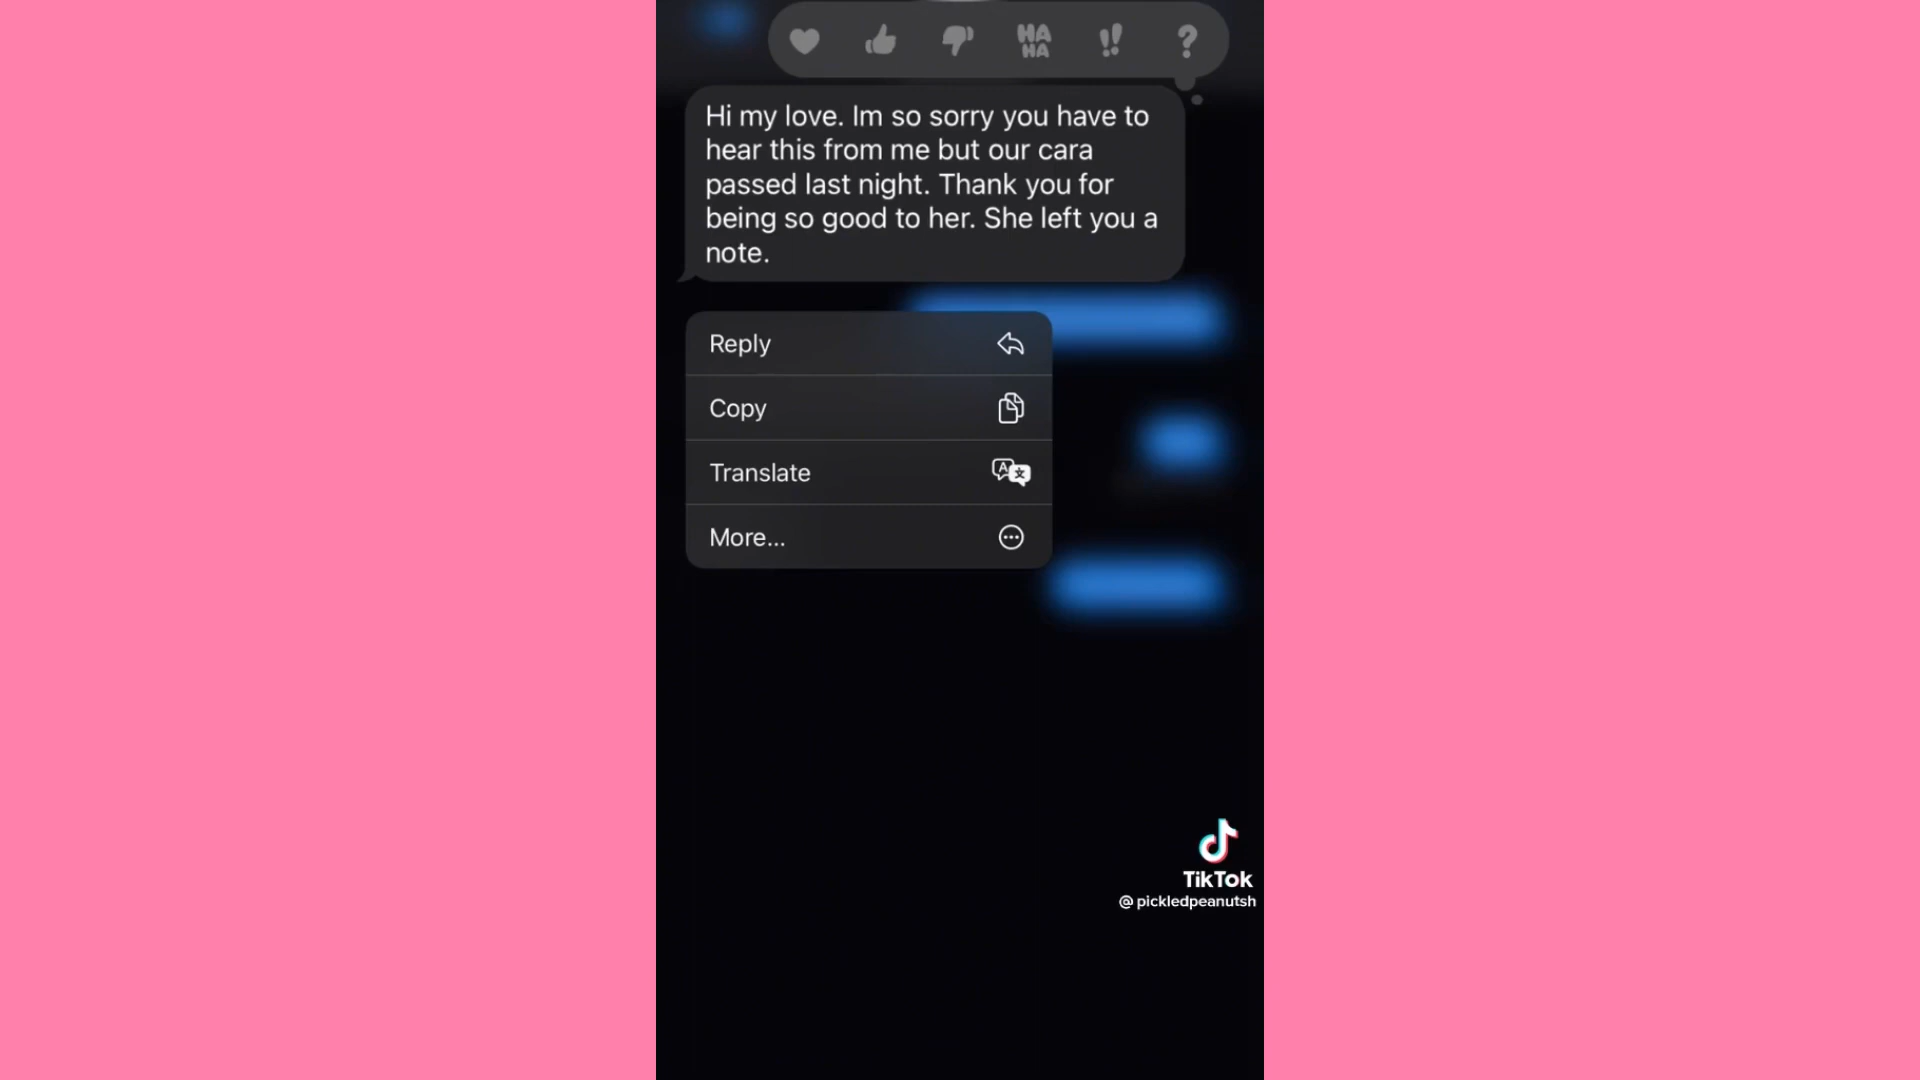 HA
HA
!!
?
Hi my love. Im so sorry you have to
hear this from me but our cara
passed last night. Thank you for
being so good to her. She left you a
note.
Reply
Copy
Translate
More...
TikTok
@pickledpeanutsh